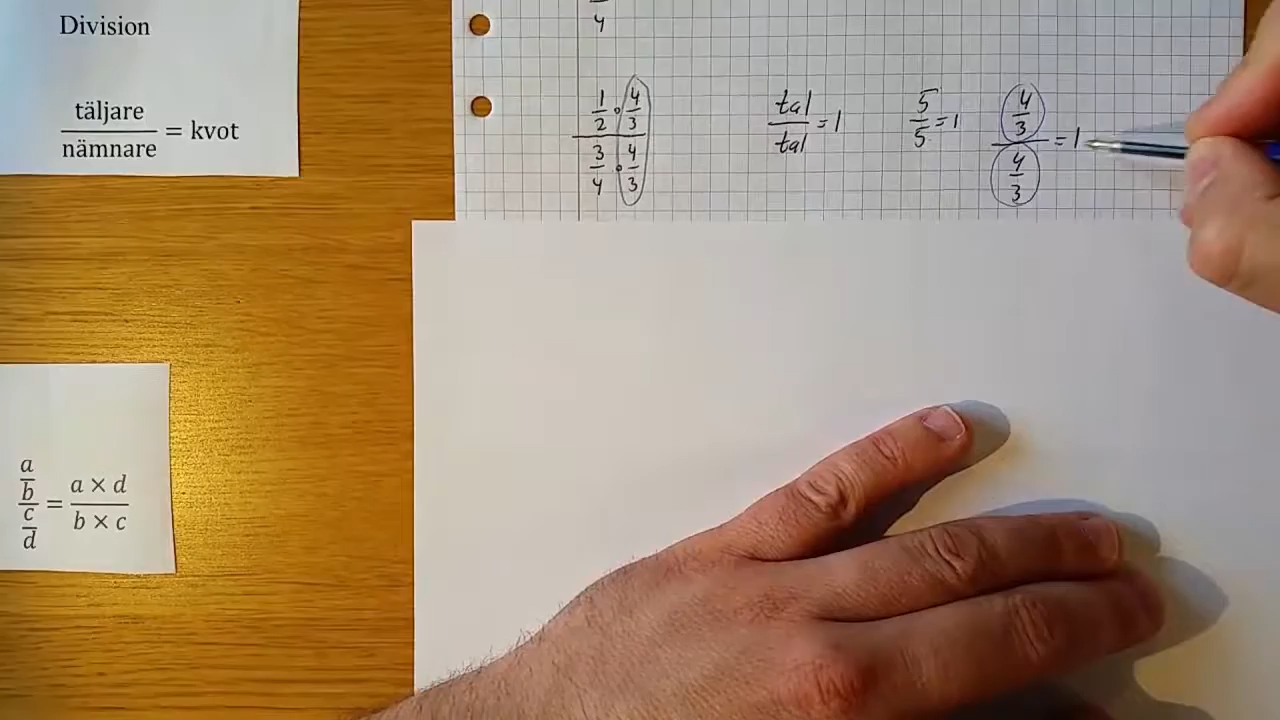 Division
täljare
nämnare
= kvot
4
1/2 · 4/3
3/4 · 4/3
tal/tal = 1
5/5 = 1
4/3
4/3
= 1
a/b
c/d
=
a × d
b × c